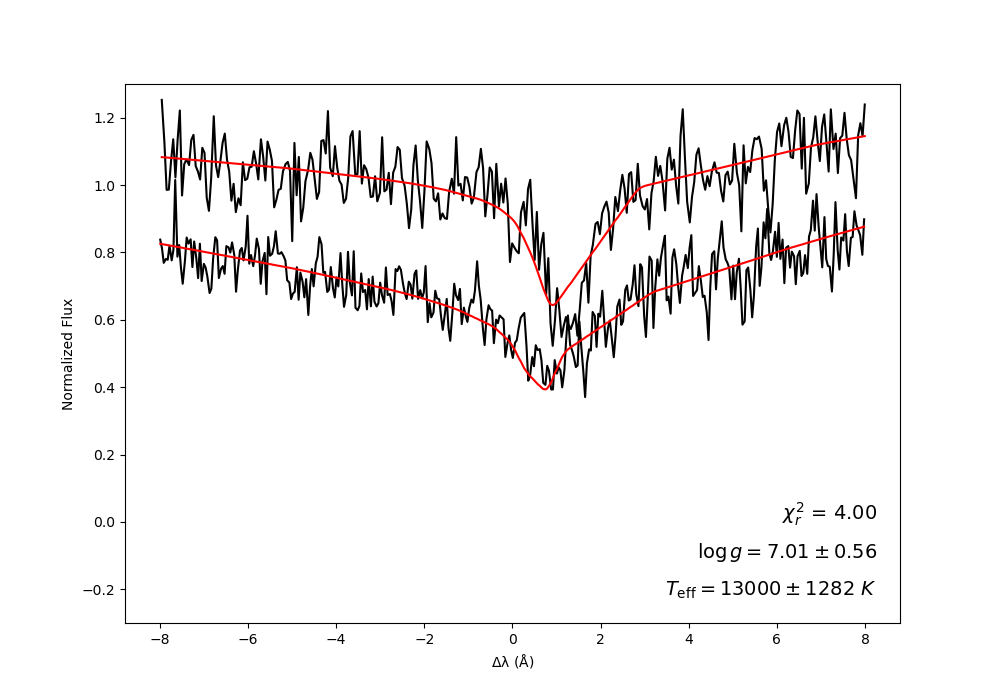 1.2
1.0
0.8
0.6
0.4
0.2
0.0
−0.2
Normalized Flux
χ²ᵣ = 4.00
log g = 7.01 ± 0.56
T_eff = 13000 ± 1282 K
−8 −6 −4 −2 0 2 4 6 8
Δλ (Å)